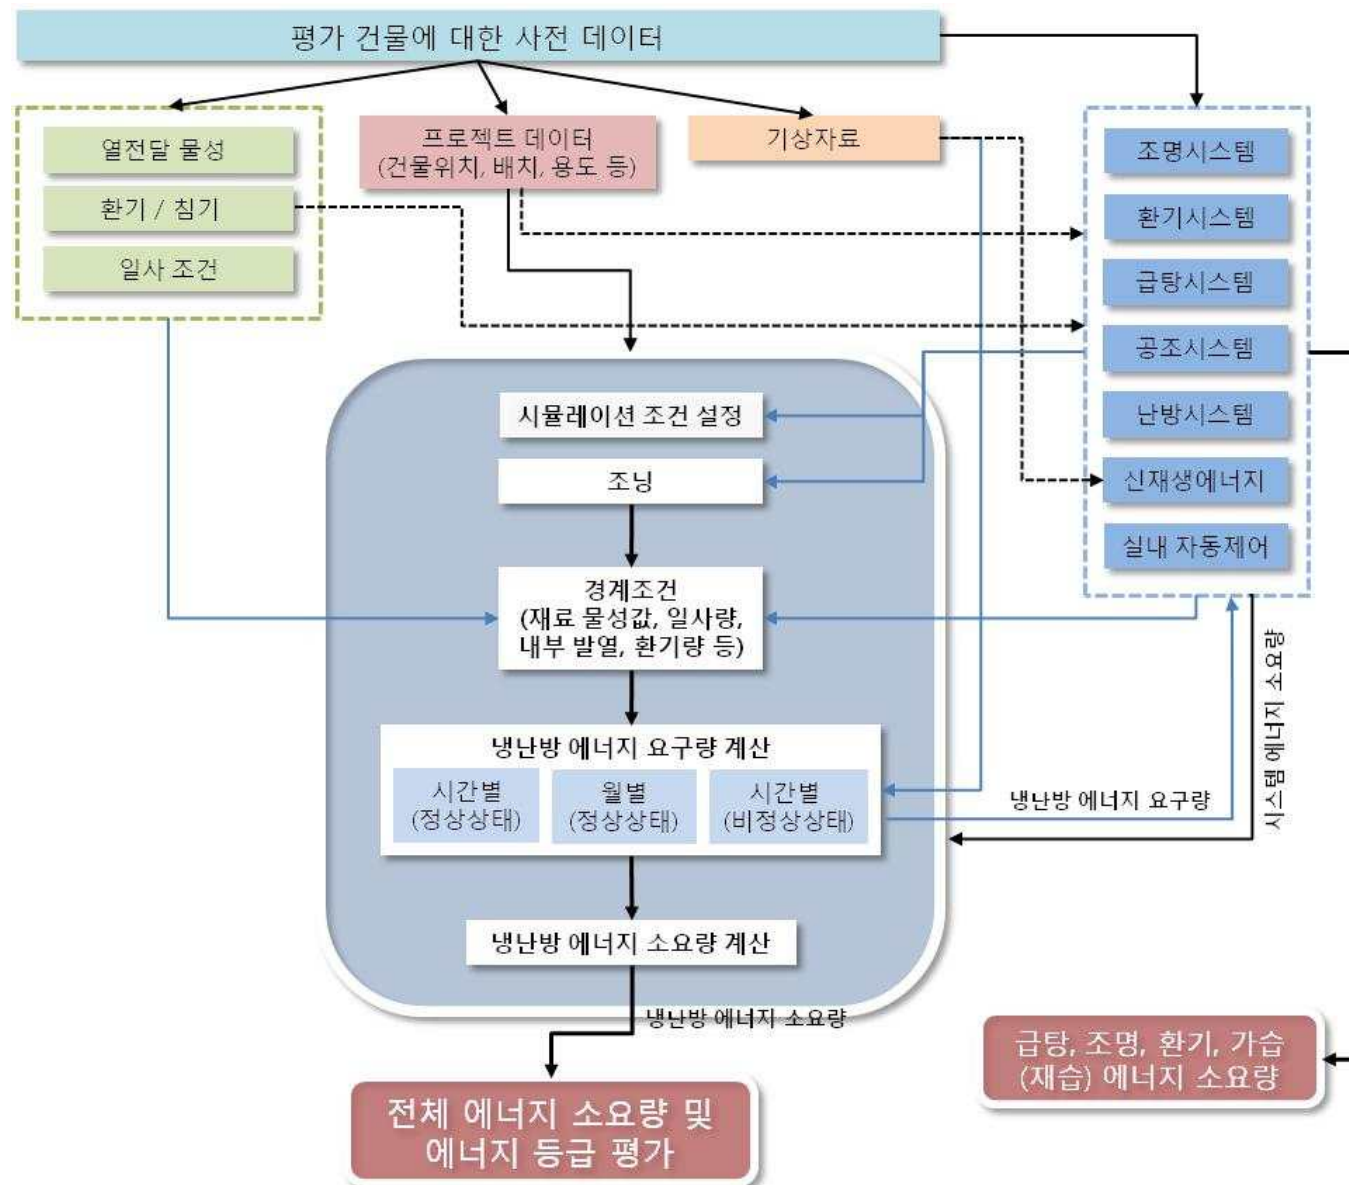 평가 건물에 대한 사전 데이터
열전달 물성
환기 / 침기
일사 조건
프로젝트 데이터
(건물위치, 배치, 용도 등)
기상자료
조명시스템
환기시스템
급탕시스템
공조시스템
난방시스템
신재생에너지
실내 자동제어
시뮬레이션 조건 설정
조닝
경계조건
(재료 물성값, 일사량,
내부 발열, 환기량 등)
냉난방 에너지 요구량 계산
시간별
(정상상태)
월별
(정상상태)
시간별
(비정상상태)
냉난방 에너지 요구량
시스템 에너지 소요량
냉난방 에너지 소요량 계산
냉난방 에너지 소요량
급탕, 조명, 환기, 가습
(재습) 에너지 소요량
전체 에너지 소요량 및
에너지 등급 평가